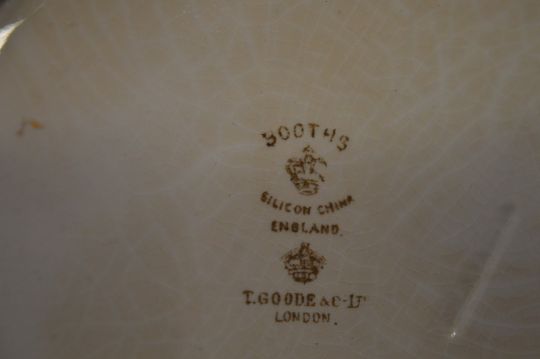 BOOTHS
SILICON CHINA
ENGLAND.
T. GOODE & Co-LTD
LONDON.